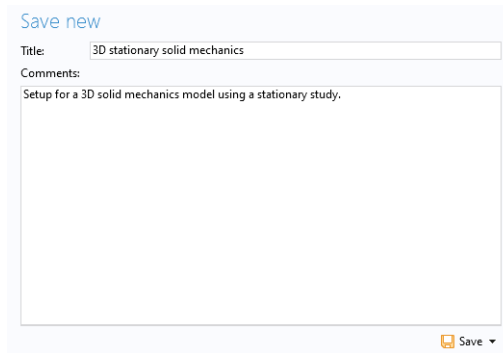 Save new
Title: 3D stationary solid mechanics
Comments:
Setup for a 3D solid mechanics model using a stationary study.
Save